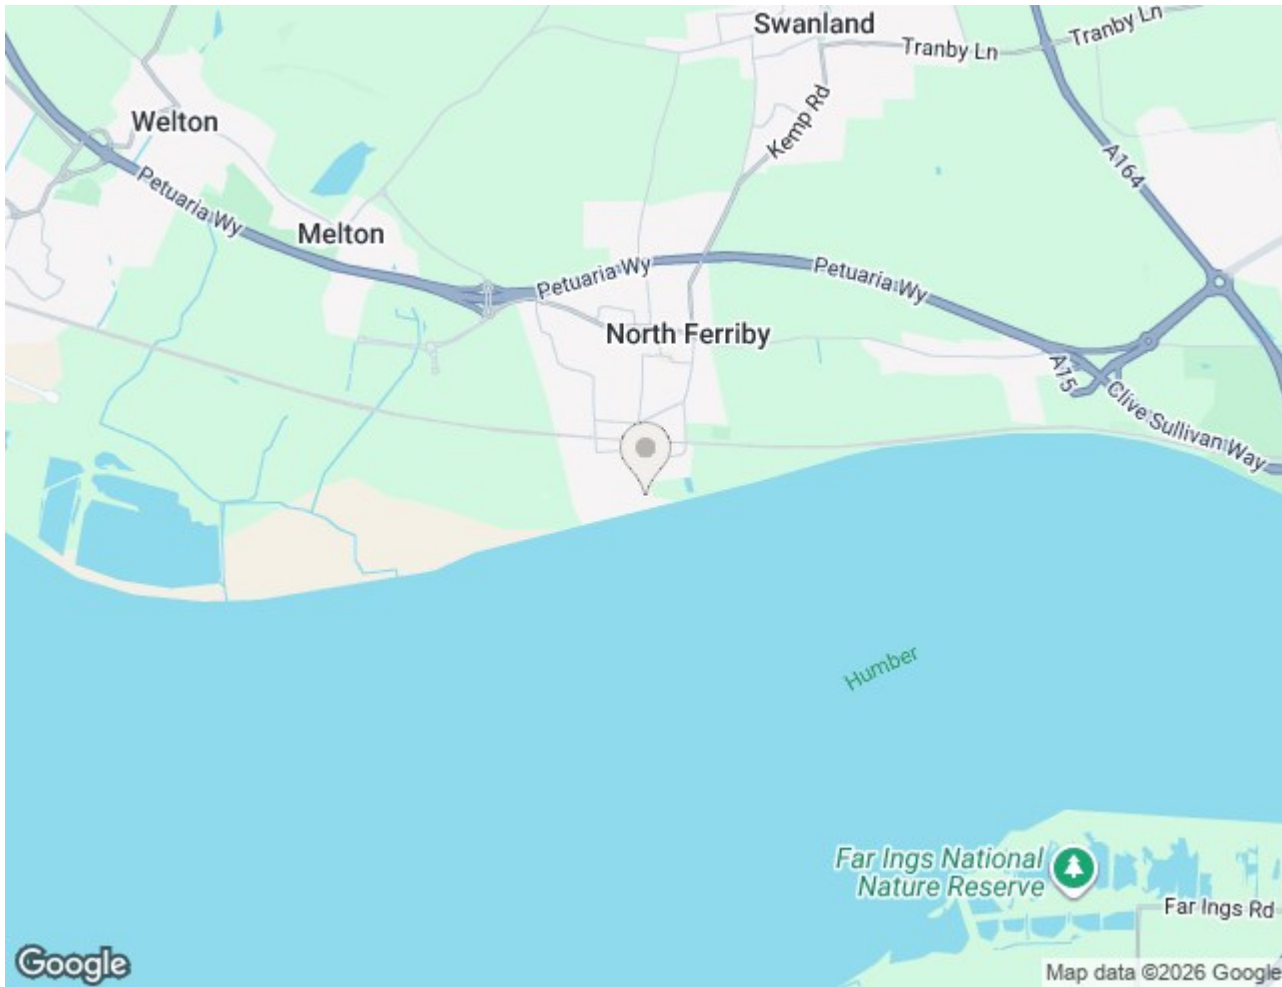 Swanland
Tranby Ln
Tranby Ln
Welton
Kemp Rd
A164
Petuaria Wy
Melton
Petuaria Wy
Petuaria Wy
North Ferriby
A15
Clive Sullivan Way
Humber
Far Ings National
Nature Reserve
Far Ings Rd
Google
Map data ©2026 Google